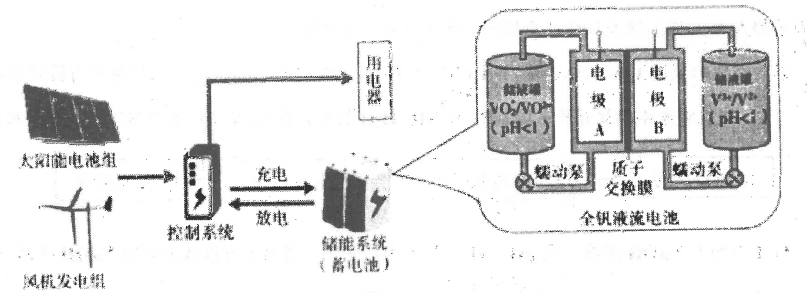 太阳能电池组
风机发电组
控制系统
用电器
充电
放电
储能系统
(蓄电池)
储液罐
VO₂⁺/VO²⁺
(pH<1)
电极A
电极B
储液罐
V³⁺/V²⁺
(pH<1)
蠕动泵
质子
交换膜
蠕动泵
全钒液流电池